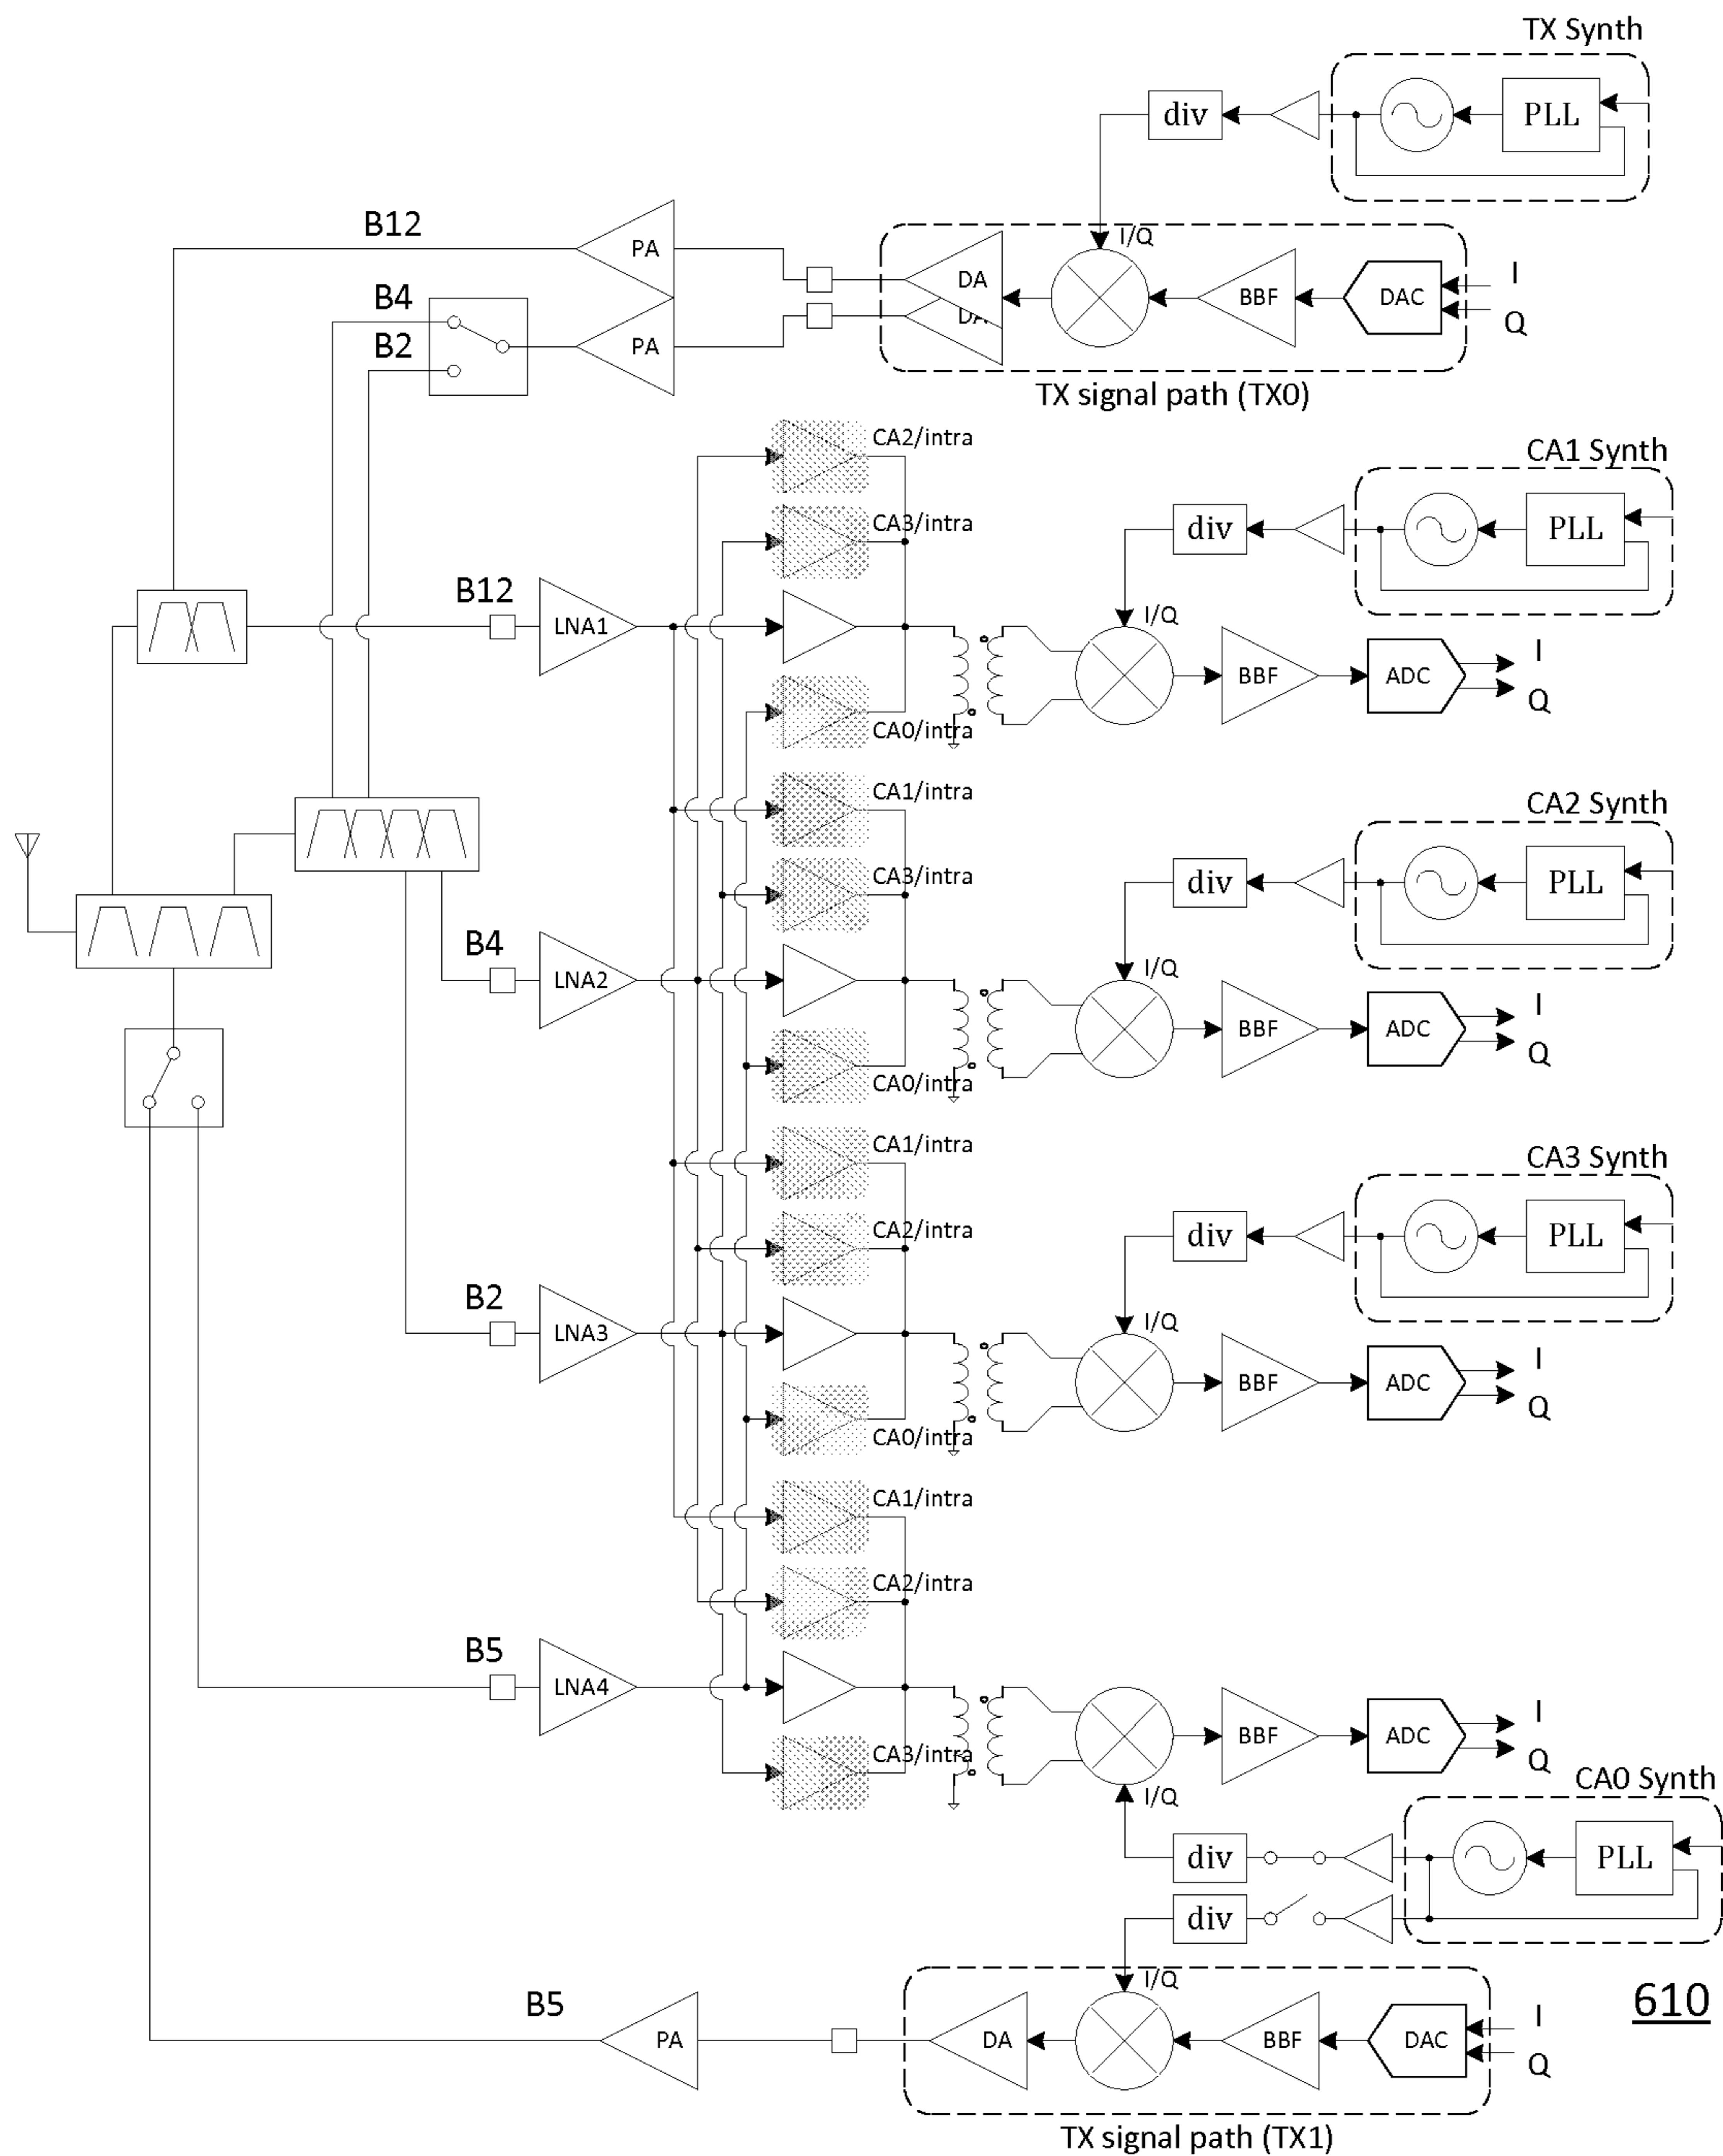 TX Synth
div
PLL
B12
PA
I/Q
DA
BBF
DAC
I
Q
B4
B2
PA
DA
TX signal path (TX0)
CA2/intra
CA1 Synth
CA3/intra
div
PLL
B12
LNA1
I/Q
BBF
ADC
I
Q
CA0/intra
CA1/intra
CA2 Synth
CA3/intra
div
PLL
B4
LNA2
I/Q
BBF
ADC
I
Q
CA0/intra
CA1/intra
CA3 Synth
CA2/intra
div
PLL
B2
LNA3
I/Q
BBF
ADC
I
Q
CA0/intra
CA1/intra
CA2/intra
B5
LNA4
BBF
ADC
I
Q
CA3/intra
CA0 Synth
I/Q
div
PLL
div
I/Q
610
B5
PA
DA
BBF
DAC
I
Q
TX signal path (TX1)